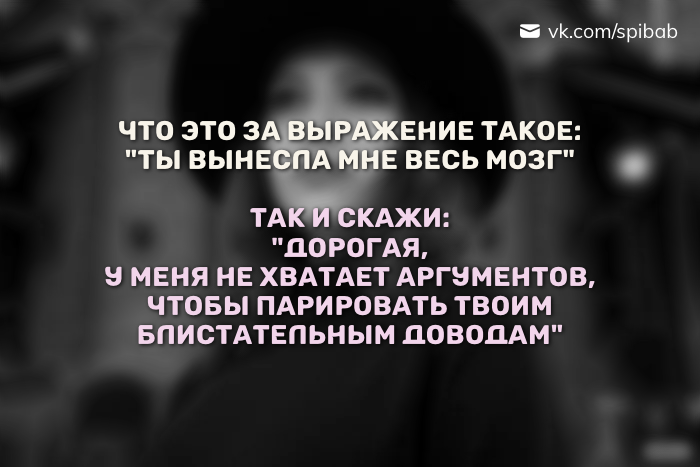 vk.com/spibab
ЧТО ЭТО ЗА ВЫРАЖЕНИЕ ТАКОЕ:
"ТЫ ВЫНЕСЛА МНЕ ВЕСЬ МОЗГ"
ТАК И СКАЖИ:
"ДОРОГАЯ,
У МЕНЯ НЕ ХВАТАЕТ АРГУМЕНТОВ,
ЧТОБЫ ПАРИРОВАТЬ ТВОИМ
БЛИСТАТЕЛЬНЫМ ДОВОДАМ"